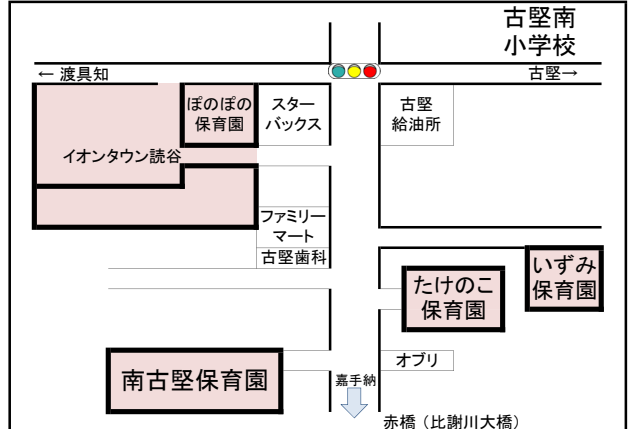 古堅南
小学校
← 渡具知
古堅→
ぽのぽの
保育園
スター
バックス
古堅
給油所
イオンタウン読谷
ファミリー
マート
古堅歯科
いずみ
保育園
たけのこ
保育園
オブリ
南古堅保育園
嘉手納
赤橋（比謝川大橋）